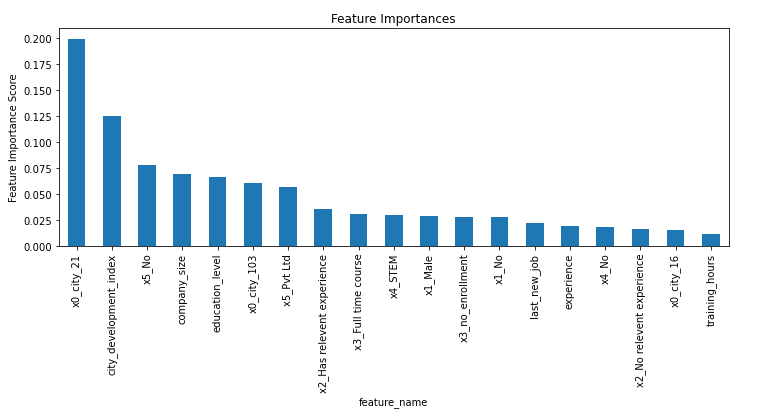 Feature Importances
Feature Importance Score
0.200
0.175
0.150
0.125
0.100
0.075
0.050
0.025
0.000
x0_city_21
city_development_index
x5_No
company_size
education_level
x0_city_103
x5_Pvt Ltd
x2_Has relevent experience
x3_Full time course
x4_STEM
x1_Male
x3_no_enrollment
x1_No
last_new_job
experience
x4_No
x2_No relevent experience
x0_city_16
training_hours
feature_name